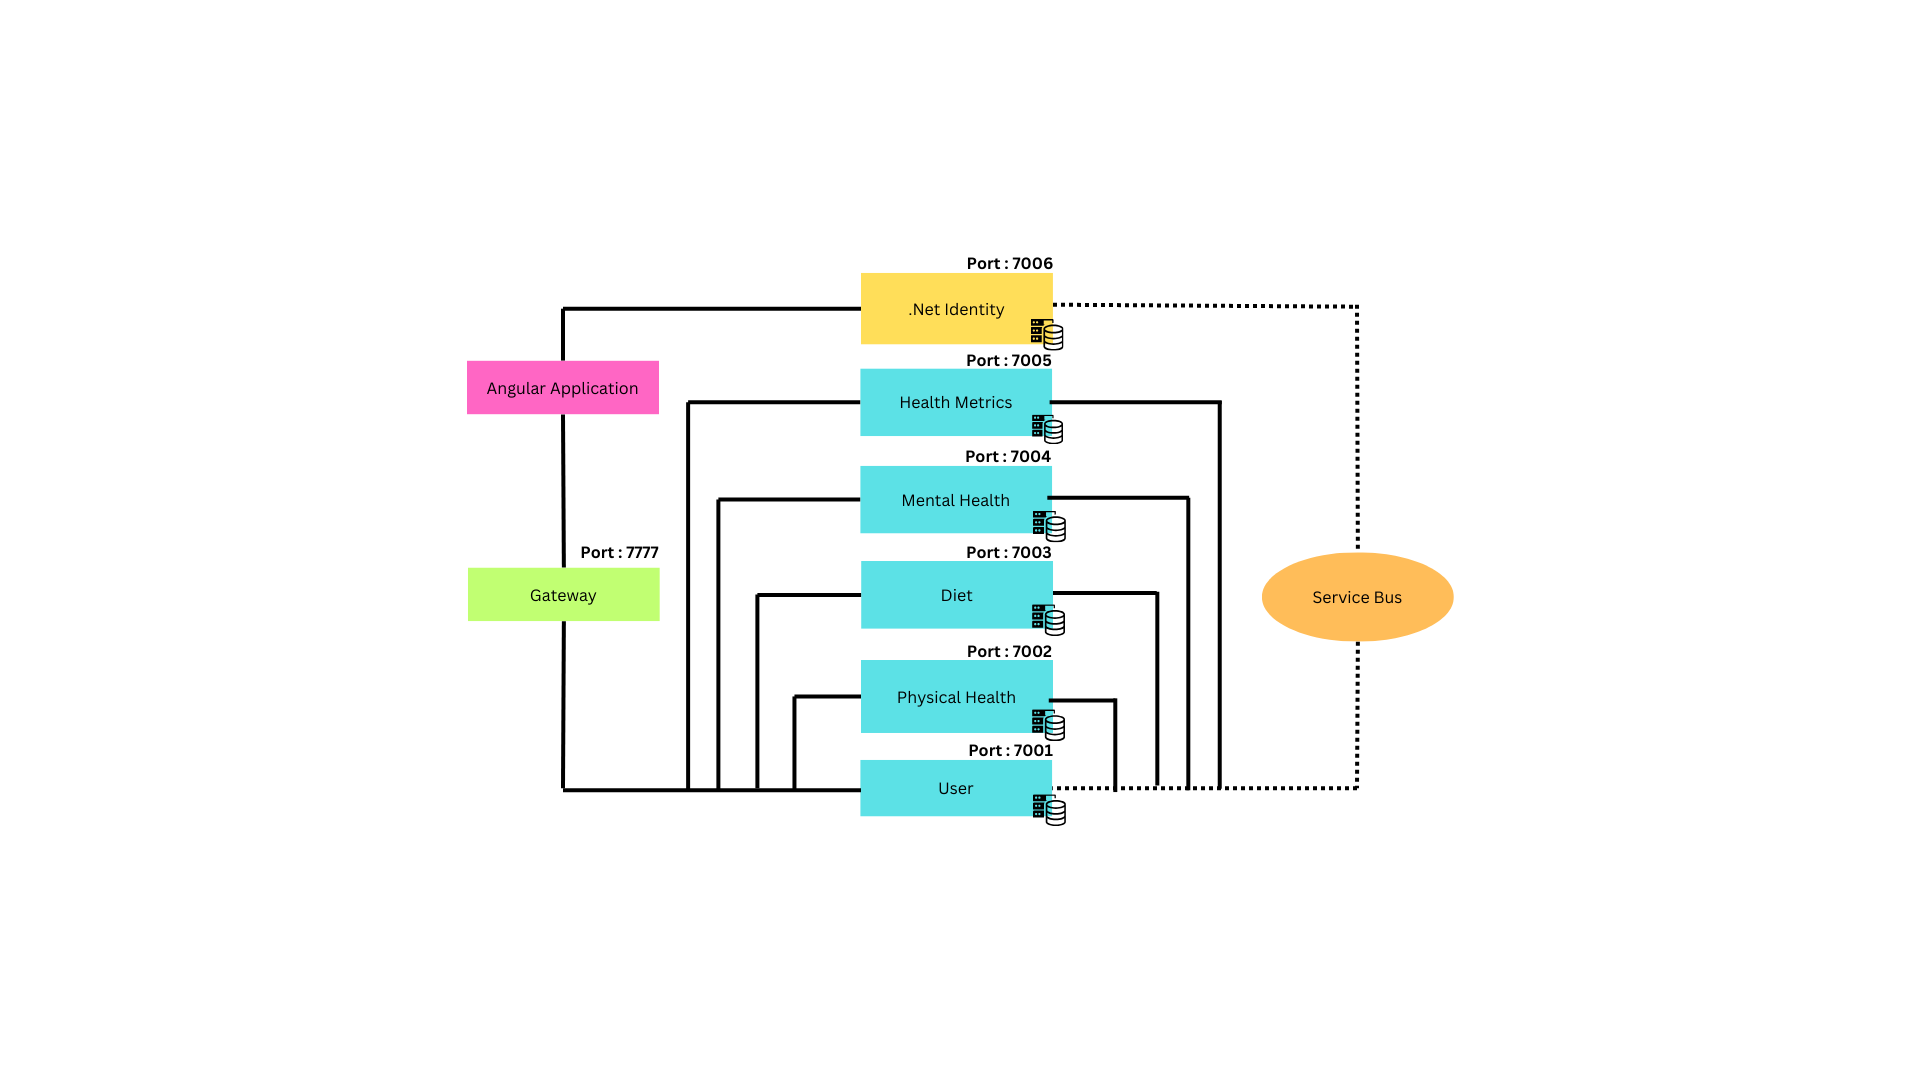 Port : 7006
.Net Identity
Port : 7005
Angular Application
Health Metrics
Port : 7004
Mental Health
Port : 7777
Port : 7003
Gateway
Diet
Service Bus
Port : 7002
Physical Health
Port : 7001
User